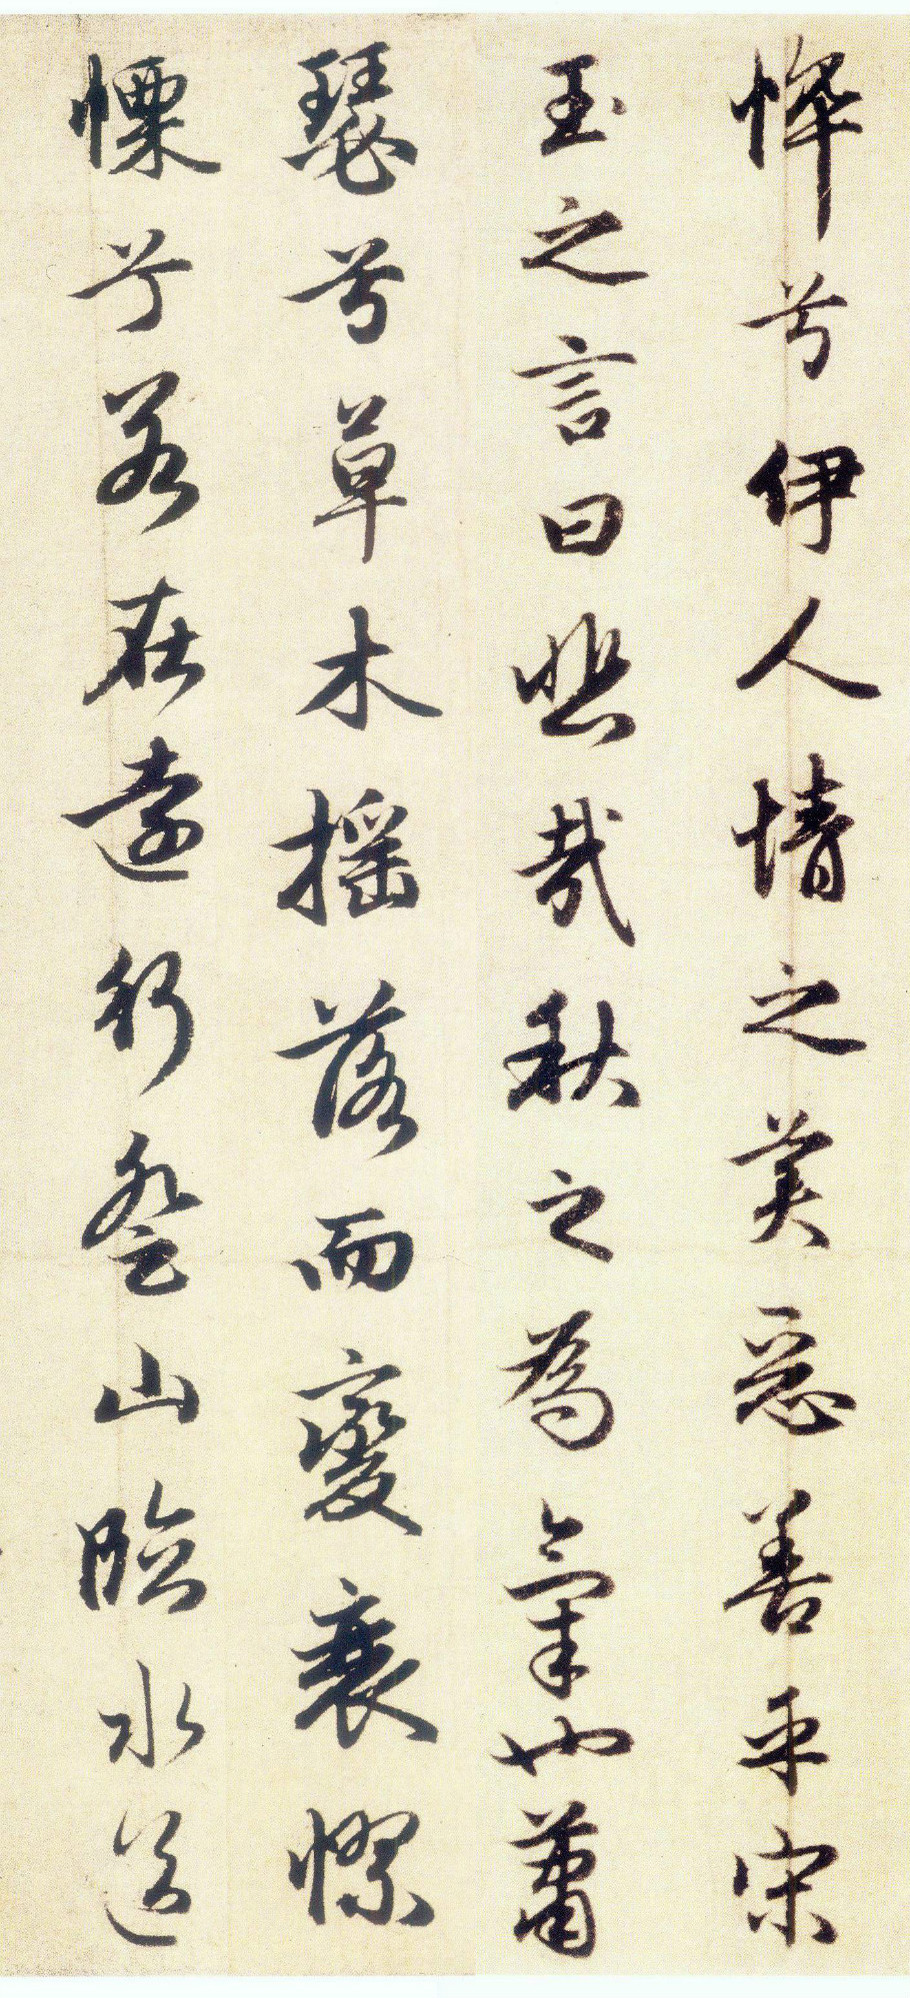 悴兮伊人情之美惡善乎宋
玉之言曰悲哉秋之為氣也蕭
瑟兮草木搖落而變衰憀
慄兮若在遠行登山臨水送